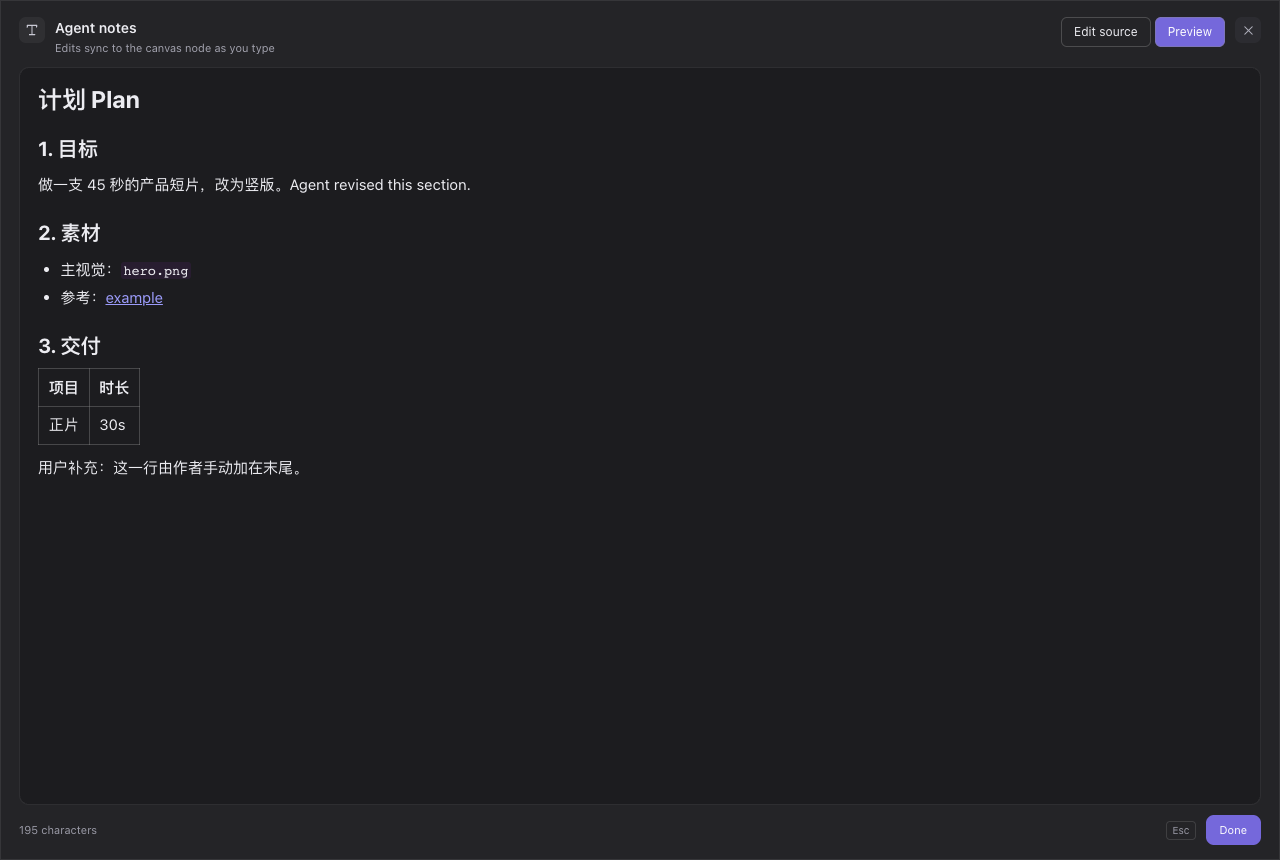 Agent notes
Edits sync to the canvas node as you type
Edit source
Preview
计划 Plan
1. 目标
做一支 45 秒的产品短片，改为竖版。Agent revised this section.
2. 素材
• 主视觉： hero.png
• 参考： example
3. 交付
项目 时长
正片 30s
用户补充：这一行由作者手动加在末尾。
195 characters
Esc
Done